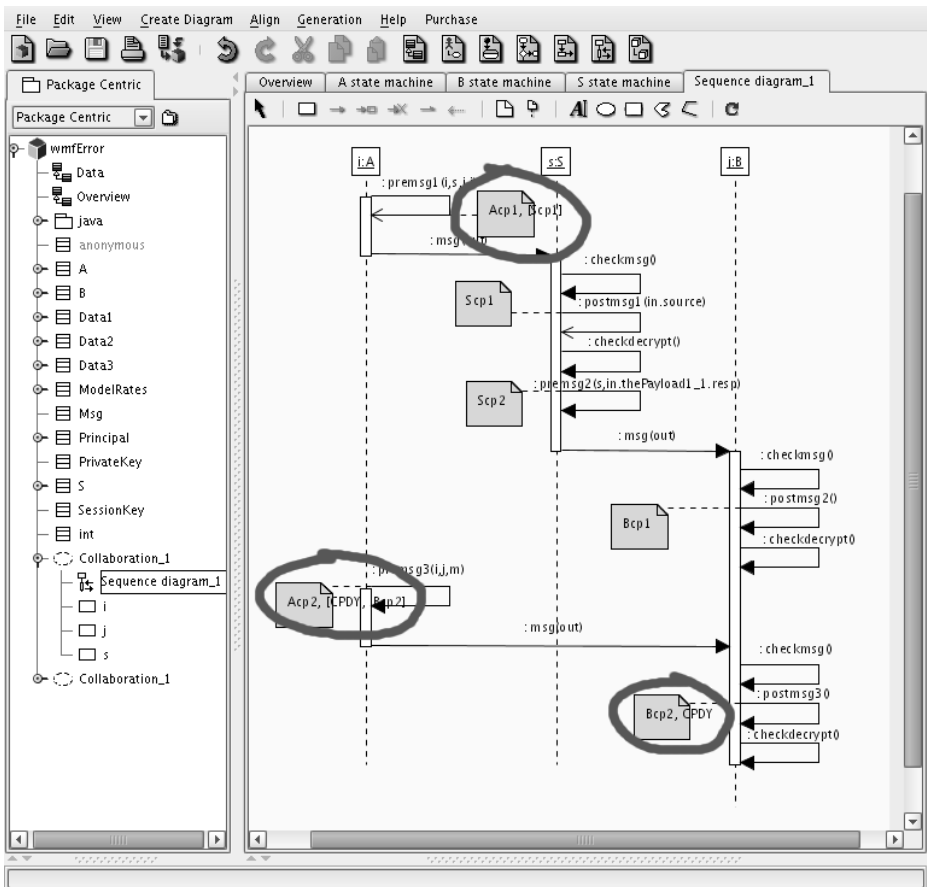 File Edit View Create Diagram Align Generation Help Purchase
Package Centric
Overview A state machine B state machine S state machine Sequence diagram_1
Package Centric
wmfError
Data
Overview
java
anonymous
A
B
Data1
Data2
Data3
ModelRates
Msg
Principal
PrivateKey
S
SessionKey
int
Collaboration_1
Sequence diagram_1
i
j
s
Collaboration_1
i:A
s:S
j:B
: premsg1(i,s,j
Acp1, [Scp1]
: msg(out)
: checkmsg()
Scp1
: postmsg1(in.source)
: checkdecrypt()
: premsg2(s,in.thePayload1_1.resp)
Scp2
: msg(out)
: checkmsg()
: postmsg2()
Bcp1
: checkdecrypt()
: premsg3(i,j,m)
Acp2, [CPDY, Bcp2]
: msg(out)
: checkmsg()
: postmsg3()
Bcp2, CPDY
: checkdecrypt()